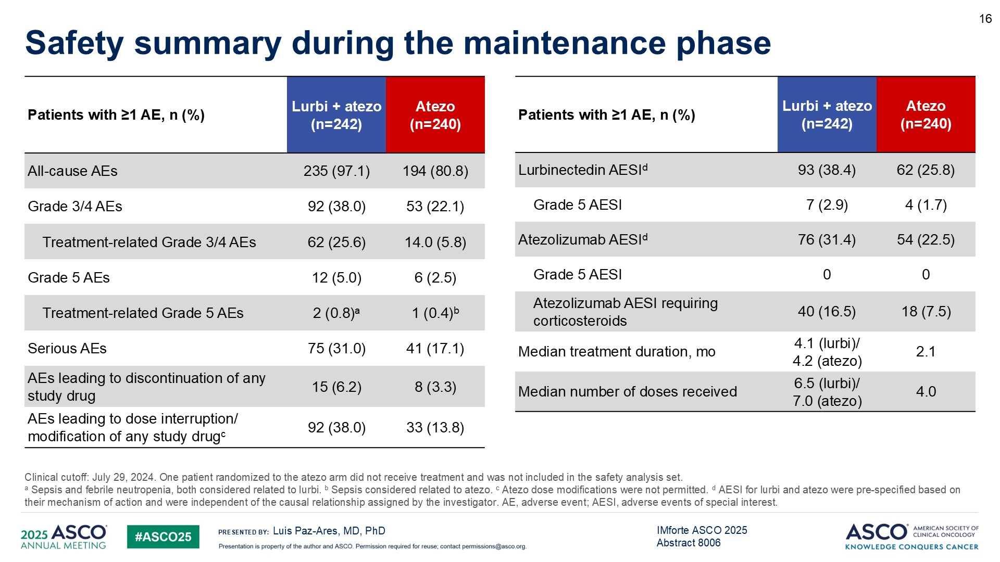 16
Safety summary during the maintenance phase
Patients with ≥1 AE, n (%)
Lurbi + atezo
(n=242)
Atezo
(n=240)
All-cause AEs 235 (97.1) 194 (80.8)
Grade 3/4 AEs 92 (38.0) 53 (22.1)
Treatment-related Grade 3/4 AEs 62 (25.6) 14.0 (5.8)
Grade 5 AEs 12 (5.0) 6 (2.5)
Treatment-related Grade 5 AEs 2 (0.8)ᵃ 1 (0.4)ᵇ
Serious AEs 75 (31.0) 41 (17.1)
AEs leading to discontinuation of any
study drug
15 (6.2) 8 (3.3)
AEs leading to dose interruption/
modification of any study drugᶜ
92 (38.0) 33 (13.8)
Patients with ≥1 AE, n (%)
Lurbi + atezo
(n=242)
Atezo
(n=240)
Lurbinectedin AESIᵈ 93 (38.4) 62 (25.8)
Grade 5 AESI 7 (2.9) 4 (1.7)
Atezolizumab AESIᵈ 76 (31.4) 54 (22.5)
Grade 5 AESI 0 0
Atezolizumab AESI requiring
corticosteroids
40 (16.5) 18 (7.5)
Median treatment duration, mo
4.1 (lurbi)/
4.2 (atezo)
2.1
Median number of doses received
6.5 (lurbi)/
7.0 (atezo)
4.0
Clinical cutoff: July 29, 2024. One patient randomized to the atezo arm did not receive treatment and was not included in the safety analysis set.
ᵃ Sepsis and febrile neutropenia, both considered related to lurbi. ᵇ Sepsis considered related to atezo. ᶜ Atezo dose modifications were not permitted. ᵈ AESI for lurbi and atezo were pre-specified based on
their mechanism of action and were independent of the causal relationship assigned by the investigator. AE, adverse event; AESI, adverse events of special interest.
2025 ASCO®
ANNUAL MEETING
#ASCO25
PRESENTED BY: Luis Paz-Ares, MD, PhD
Presentation is property of the author and ASCO. Permission required for reuse; contact permissions@asco.org.
IMforte ASCO 2025
Abstract 8006
ASCO® AMERICAN SOCIETY OF
CLINICAL ONCOLOGY
KNOWLEDGE CONQUERS CANCER